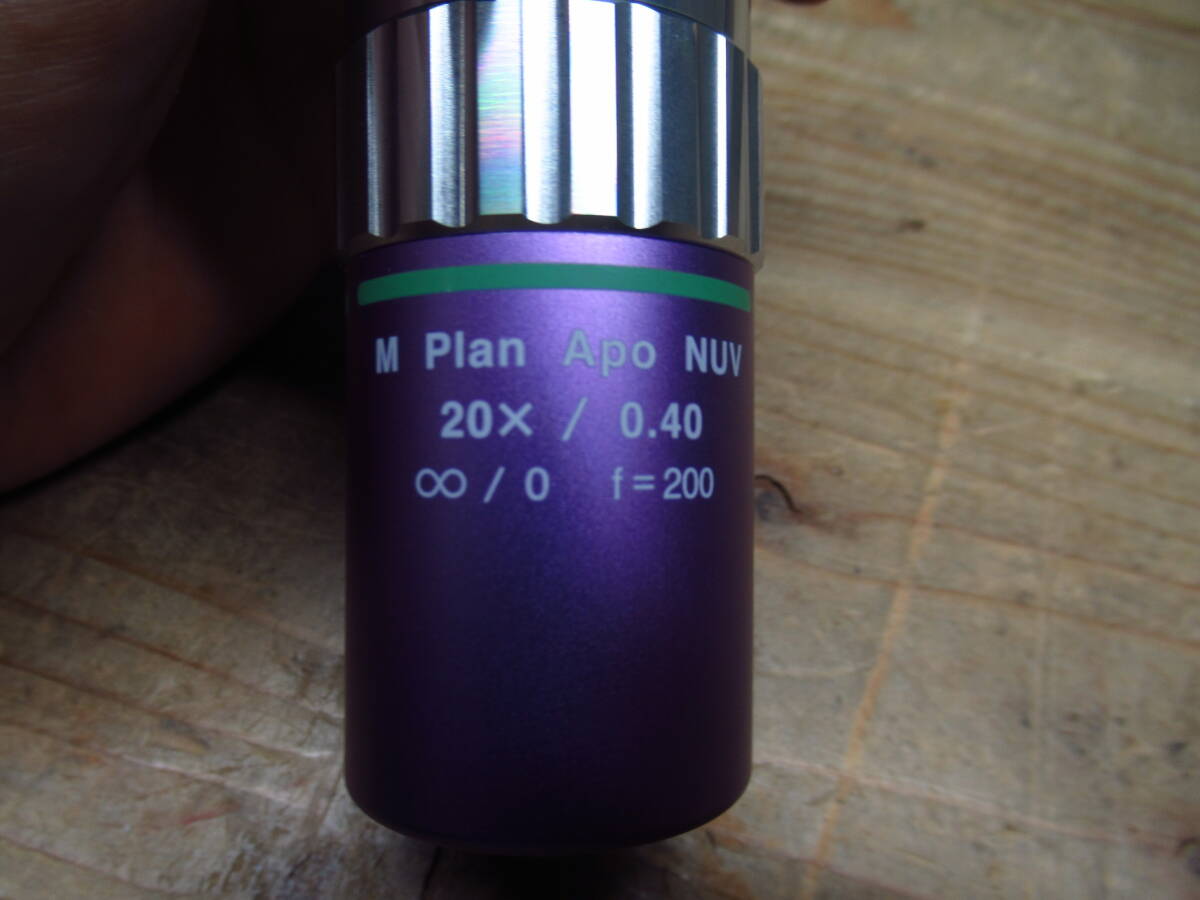 M Plan Apo NUV
20× / 0.40
∞ / 0 f = 200